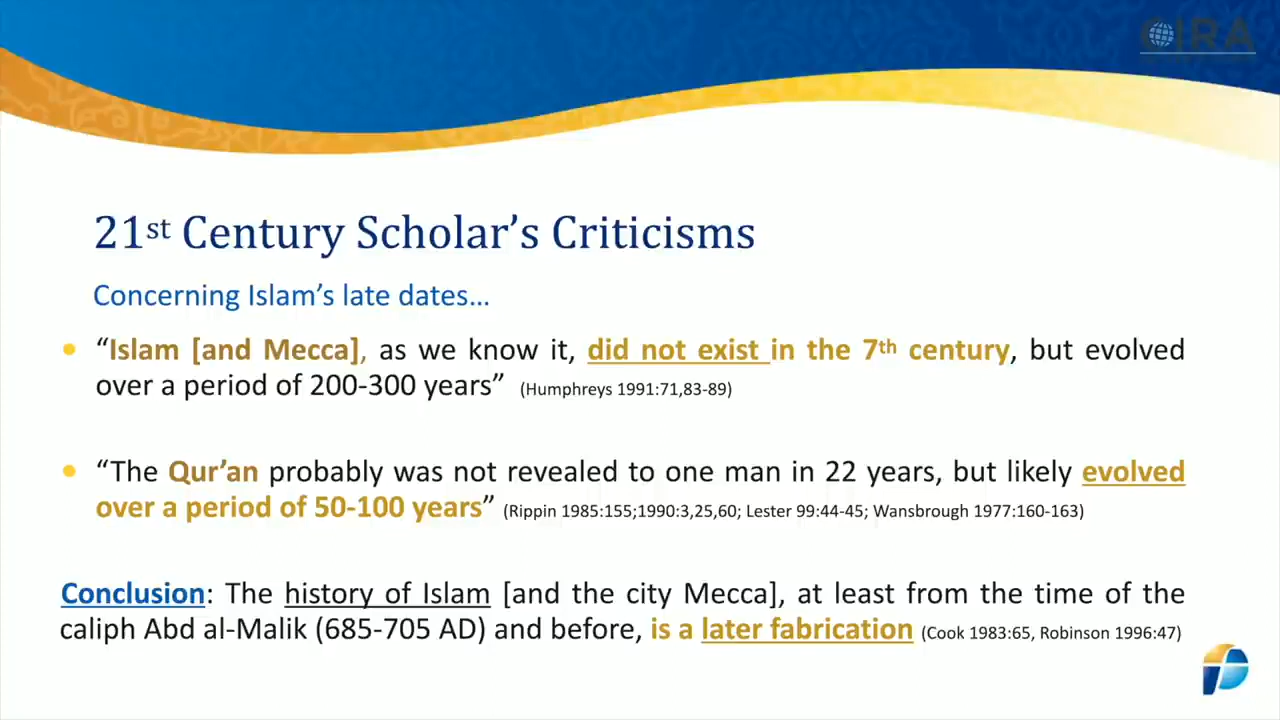 CIRA
21st Century Scholar’s Criticisms
Concerning Islam’s late dates...
“Islam [and Mecca], as we know it, did not exist in the 7th century, but evolved
over a period of 200-300 years” (Humphreys 1991:71,83-89)
“The Qur’an probably was not revealed to one man in 22 years, but likely evolved
over a period of 50-100 years” (Rippin 1985:155;1990:3,25,60; Lester 99:44-45; Wansbrough 1977:160-163)
Conclusion: The history of Islam [and the city Mecca], at least from the time of the
caliph Abd al-Malik (685-705 AD) and before, is a later fabrication (Cook 1983:65, Robinson 1996:47)